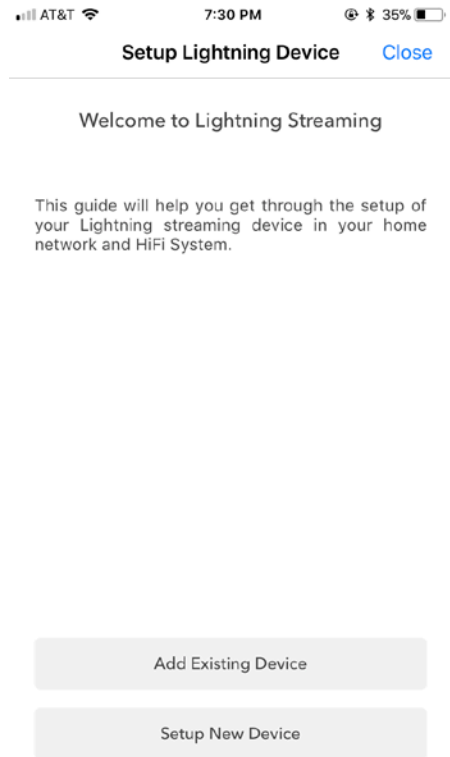 AT&T 7:30 PM 35%
Setup Lightning Device Close
Welcome to Lightning Streaming
This guide will help you get through the setup of
your Lightning streaming device in your home
network and HiFi System.
Add Existing Device
Setup New Device